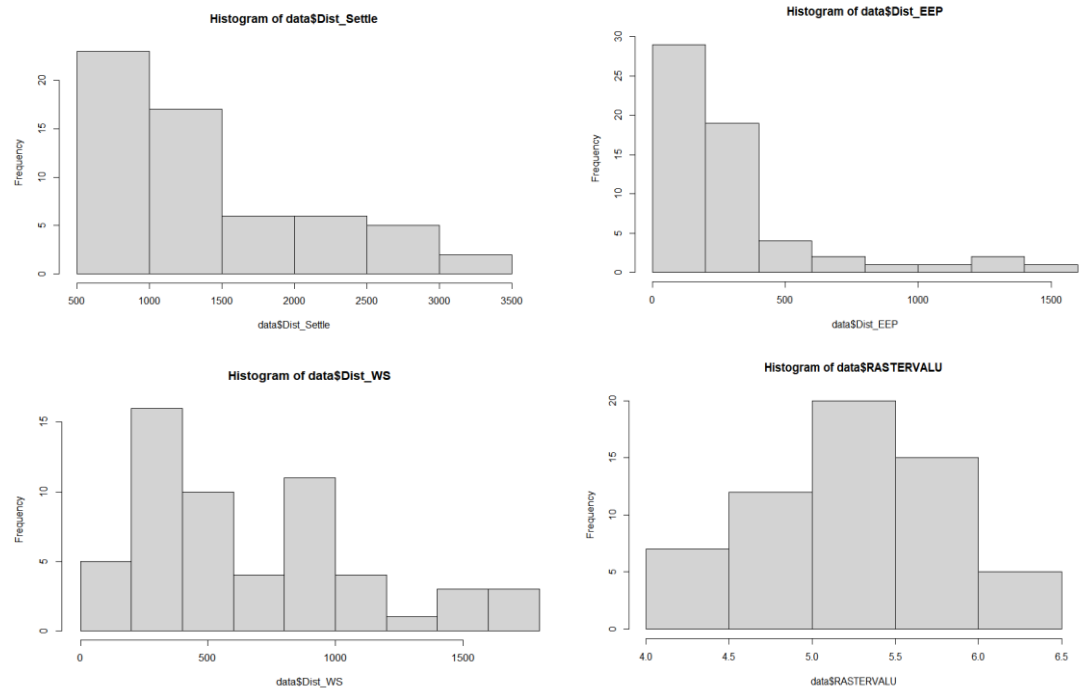 Histogram of data$Dist_Settle
Frequency
0
5
10
15
20
500 1000 1500 2000 2500 3000 3500
data$Dist_Settle
Histogram of data$Dist_EEP
Frequency
0
5
10
15
20
25
30
0 500 1000 1500
data$Dist_EEP
Histogram of data$Dist_WS
Frequency
0
5
10
15
0 500 1000 1500
data$Dist_WS
Histogram of data$RASTERVALU
Frequency
0
5
10
15
20
4.0 4.5 5.0 5.5 6.0 6.5
data$RASTERVALU